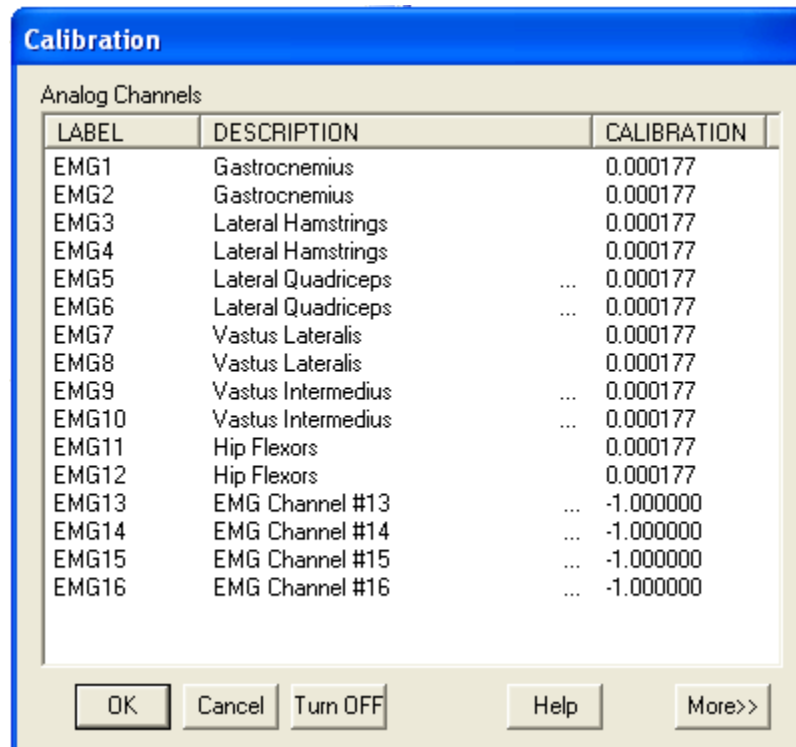 Calibration
Analog Channels
LABEL DESCRIPTION CALIBRATION
EMG1 Gastrocnemius 0.000177
EMG2 Gastrocnemius 0.000177
EMG3 Lateral Hamstrings 0.000177
EMG4 Lateral Hamstrings 0.000177
EMG5 Lateral Quadriceps ... 0.000177
EMG6 Lateral Quadriceps ... 0.000177
EMG7 Vastus Lateralis 0.000177
EMG8 Vastus Lateralis 0.000177
EMG9 Vastus Intermedius ... 0.000177
EMG10 Vastus Intermedius ... 0.000177
EMG11 Hip Flexors 0.000177
EMG12 Hip Flexors 0.000177
EMG13 EMG Channel #13 ... -1.000000
EMG14 EMG Channel #14 ... -1.000000
EMG15 EMG Channel #15 ... -1.000000
EMG16 EMG Channel #16 ... -1.000000
OK Cancel Turn OFF Help More>>